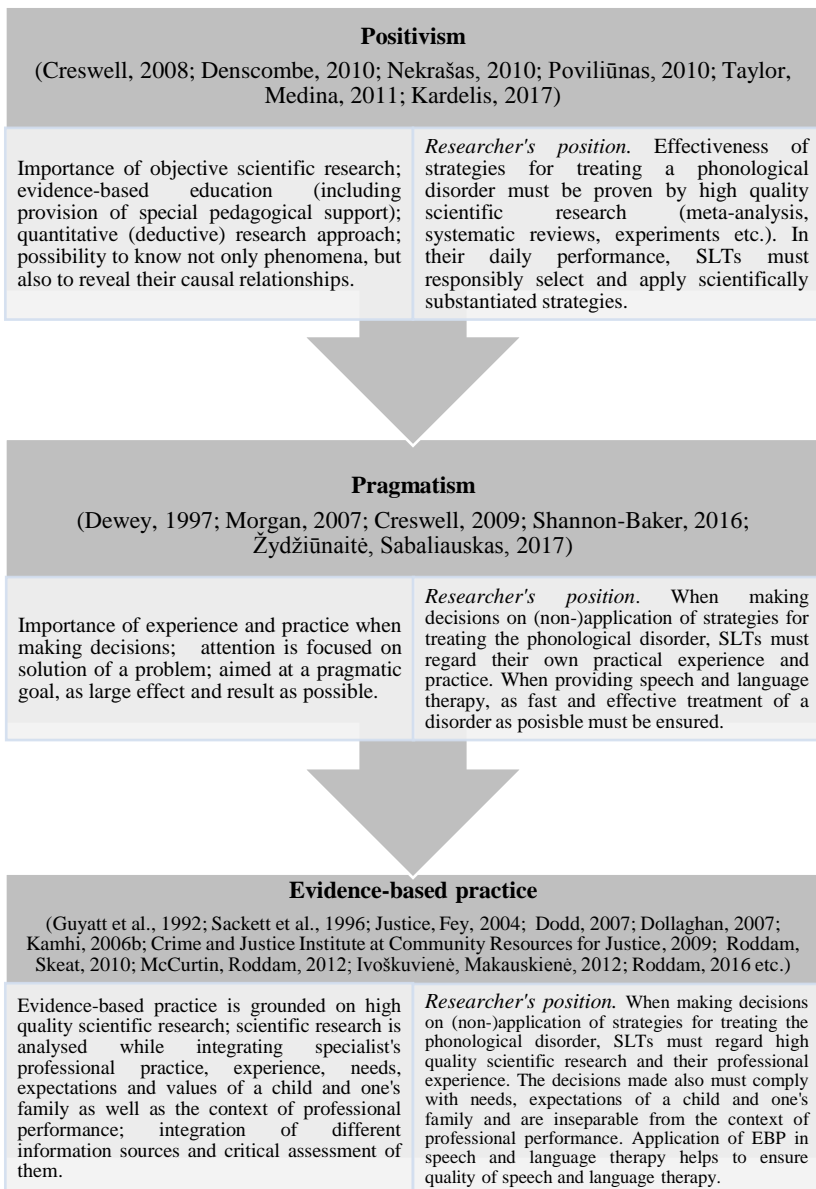 Positivism
(Creswell, 2008; Denscombe, 2010; Nekrašas, 2010; Poviliūnas, 2010; Taylor,
Medina, 2011; Kardelis, 2017)
Importance of objective scientific research;
evidence-based education (including
provision of special pedagogical support);
quantitative (deductive) research approach;
possibility to know not only phenomena, but
also to reveal their causal relationships.
Researcher's position. Effectiveness of
strategies for treating a phonological
disorder must be proven by high quality
scientific research (meta-analysis,
systematic reviews, experiments etc.). In
their daily performance, SLTs must
responsibly select and apply scientifically
substantiated strategies.
Pragmatism
(Dewey, 1997; Morgan, 2007; Creswell, 2009; Shannon-Baker, 2016;
Žydžiūnaitė, Sabaliauskas, 2017)
Importance of experience and practice when
making decisions; attention is focused on
solution of a problem; aimed at a pragmatic
goal, as large effect and result as possible.
Researcher's position. When making
decisions on (non-)application of strategies for
treating the phonological disorder, SLTs must
regard their own practical experience and
practice. When providing speech and language
therapy, as fast and effective treatment of a
disorder as posisble must be ensured.
Evidence-based practice
(Guyatt et al., 1992; Sackett et al., 1996; Justice, Fey, 2004; Dodd, 2007; Dollaghan, 2007;
Kamhi, 2006b; Crime and Justice Institute at Community Resources for Justice, 2009; Roddam,
Skeat, 2010; McCurtin, Roddam, 2012; Ivoškuvienė, Makauskienė, 2012; Roddam, 2016 etc.)
Evidence-based practice is grounded on high
quality scientific research; scientific research is
analysed while integrating specialist's
professional practice, experience, needs,
expectations and values of a child and one's
family as well as the context of professional
performance; integration of different
information sources and critical assessment of
them.
Researcher's position. When making decisions
on (non-)application of strategies for treating the
phonological disorder, SLTs must regard high
quality scientific research and their professional
experience. The decisions made also must comply
with needs, expectations of a child and one's
family and are inseparable from the context of
professional performance. Application of EBP in
speech and language therapy helps to ensure
quality of speech and language therapy.